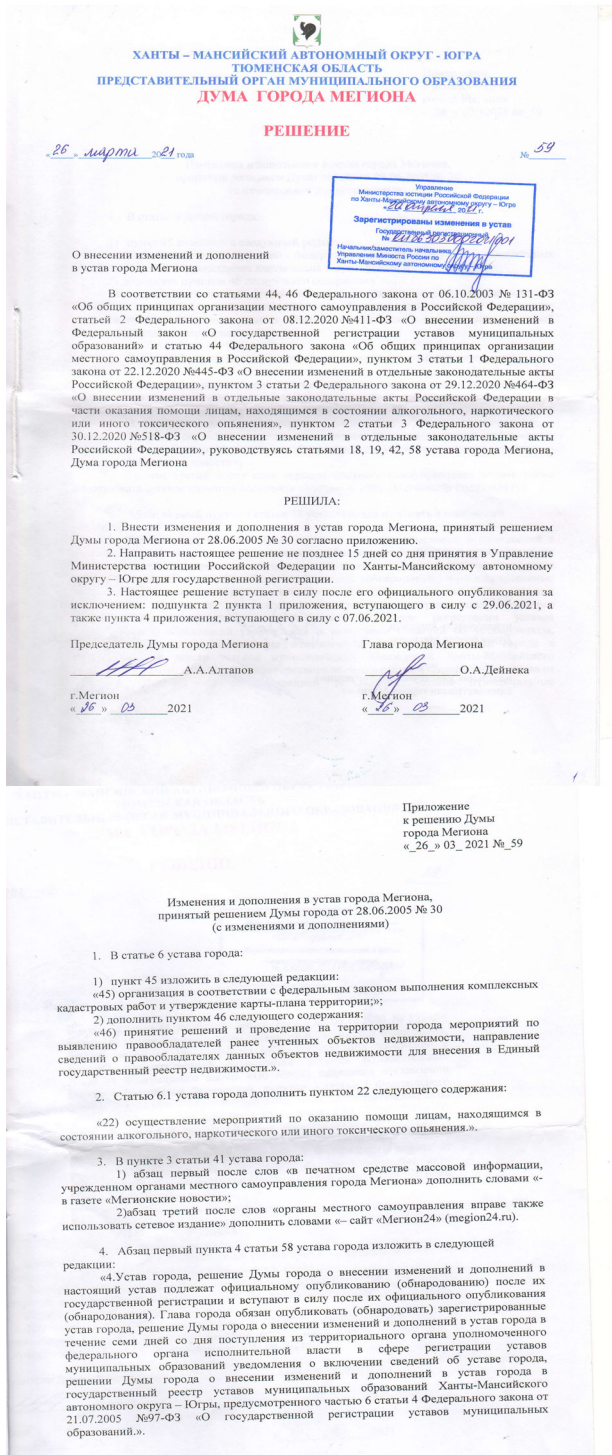 ХАНТЫ – МАНСИЙСКИЙ АВТОНОМНЫЙ ОКРУГ - ЮГРА
ТЮМЕНСКАЯ ОБЛАСТЬ
ПРЕДСТАВИТЕЛЬНЫЙ ОРГАН МУНИЦИПАЛЬНОГО ОБРАЗОВАНИЯ
ДУМА ГОРОДА МЕГИОНА
РЕШЕНИЕ
«26» марта 2021 года № 59
Управление
Министерства юстиции Российской Федерации
по Ханты-Мансийскому автономному округу – Югре
апреля 2021 г.
Зарегистрированы изменения в устав
Государственный регистрационный
№
Начальник/заместитель начальника
Управления Минюста России по
Ханты-Мансийскому автономному округу – Югре
О внесении изменений и дополнений
в устав города Мегиона
В соответствии со статьями 44, 46 Федерального закона от 06.10.2003 № 131-ФЗ
«Об общих принципах организации местного самоуправления в Российской Федерации»,
статьей 2 Федерального закона от 08.12.2020 №411-ФЗ «О внесении изменений в
Федеральный закон «О государственной регистрации уставов муниципальных
образований» и статью 44 Федерального закона «Об общих принципах организации
местного самоуправления в Российской Федерации», пунктом 3 статьи 1 Федерального
закона от 22.12.2020 №445-ФЗ «О внесении изменений в отдельные законодательные акты
Российской Федерации», пунктом 3 статьи 2 Федерального закона от 29.12.2020 №464-ФЗ
«О внесении изменений в отдельные законодательные акты Российской Федерации в
части оказания помощи лицам, находящимся в состоянии алкогольного, наркотического
или иного токсического опьянения», пунктом 2 статьи 3 Федерального закона от
30.12.2020 №518-ФЗ «О внесении изменений в отдельные законодательные акты
Российской Федерации», руководствуясь статьями 18, 19, 42, 58 устава города Мегиона,
Дума города Мегиона
РЕШИЛА:
1. Внести изменения и дополнения в устав города Мегиона, принятый решением
Думы города Мегиона от 28.06.2005 № 30 согласно приложению.
2. Направить настоящее решение не позднее 15 дней со дня принятия в Управление
Министерства юстиции Российской Федерации по Ханты-Мансийскому автономному
округу – Югре для государственной регистрации.
3. Настоящее решение вступает в силу после его официального опубликования за
исключением: подпункта 2 пункта 1 приложения, вступающего в силу с 29.06.2021, а
также пункта 4 приложения, вступающего в силу с 07.06.2021.
Председатель Думы города Мегиона Глава города Мегиона
А.А.Алтапов О.А.Дейнека
г.Мегион г.Мегион
«26» 03 2021 «26» 03 2021
Приложение
к решению Думы
города Мегиона
«_26_» 03_ 2021 №_59
Изменения и дополнения в устав города Мегиона,
принятый решением Думы города от 28.06.2005 № 30
(с изменениями и дополнениями)
1. В статье 6 устава города:
1) пункт 45 изложить в следующей редакции:
«45) организация в соответствии с федеральным законом выполнения комплексных
кадастровых работ и утверждение карты-плана территории;»;
2) дополнить пунктом 46 следующего содержания:
«46) принятие решений и проведение на территории города мероприятий по
выявлению правообладателей ранее учтенных объектов недвижимости, направление
сведений о правообладателях данных объектов недвижимости для внесения в Единый
государственный реестр недвижимости.».
2. Статью 6.1 устава города дополнить пунктом 22 следующего содержания:
«22) осуществление мероприятий по оказанию помощи лицам, находящимся в
состоянии алкогольного, наркотического или иного токсического опьянения.».
3. В пункте 3 статьи 41 устава города:
1) абзац первый после слов «в печатном средстве массовой информации,
учрежденном органами местного самоуправления города Мегиона» дополнить словами «-
в газете «Мегионские новости»;
2)абзац третий после слов «органы местного самоуправления вправе также
использовать сетевое издание» дополнить словами «– сайт «Мегион24» (megion24.ru).
4. Абзац первый пункта 4 статьи 58 устава города изложить в следующей
редакции:
«4.Устав города, решение Думы города о внесении изменений и дополнений в
настоящий устав подлежат официальному опубликованию (обнародованию) после их
государственной регистрации и вступают в силу после их официального опубликования
(обнародования). Глава города обязан опубликовать (обнародовать) зарегистрированные
устав города, решение Думы города о внесении изменений и дополнений в устав города в
течение семи дней со дня поступления из территориального органа уполномоченного
федерального органа исполнительной власти в сфере регистрации уставов
муниципальных образований уведомления о включении сведений об уставе города,
решении Думы города о внесении изменений и дополнений в устав города в
государственный реестр уставов муниципальных образований Ханты-Мансийского
автономного округа – Югры, предусмотренного частью 6 статьи 4 Федерального закона от
21.07.2005 №97-ФЗ «О государственной регистрации уставов муниципальных
образований.».